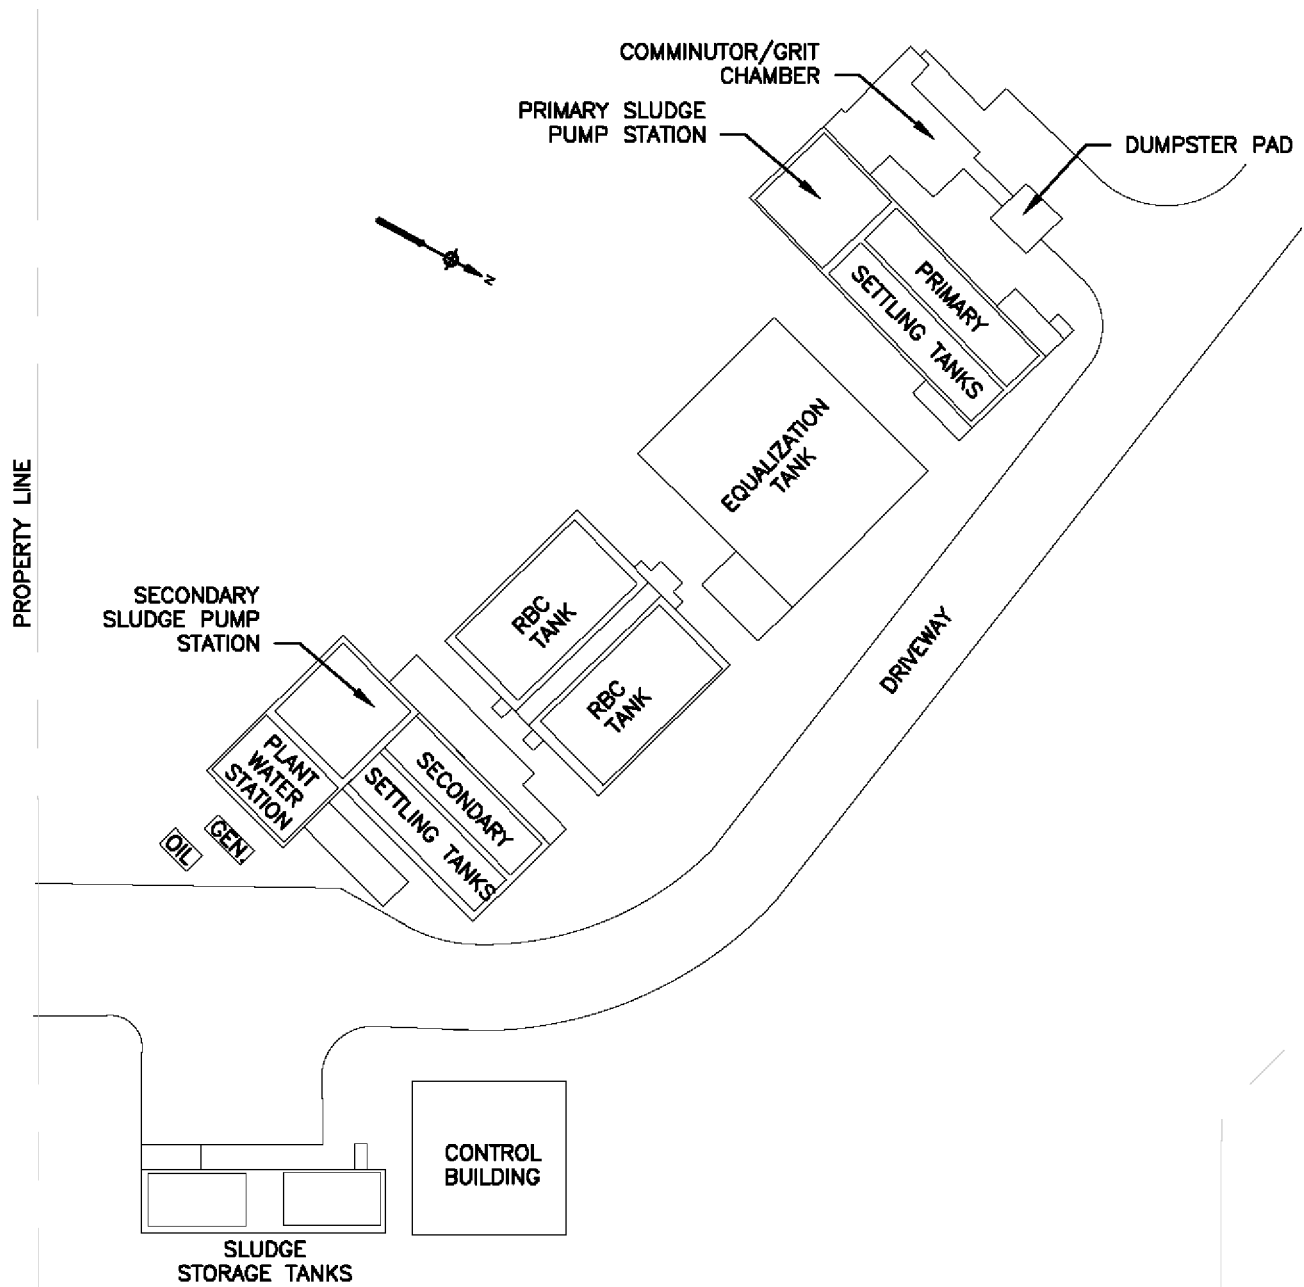 COMMINUTOR/GRIT
CHAMBER
PRIMARY SLUDGE
PUMP STATION
DUMPSTER PAD
N
PRIMARY
SETTLING TANKS
EQUALIZATION
TANK
PROPERTY LINE
RBC
TANK
SECONDARY
SLUDGE PUMP
STATION
RBC
TANK
DRIVEWAY
PLANT
WATER
STATION
SECONDARY
SETTLING TANKS
OIL
GEN.
CONTROL
BUILDING
SLUDGE
STORAGE TANKS